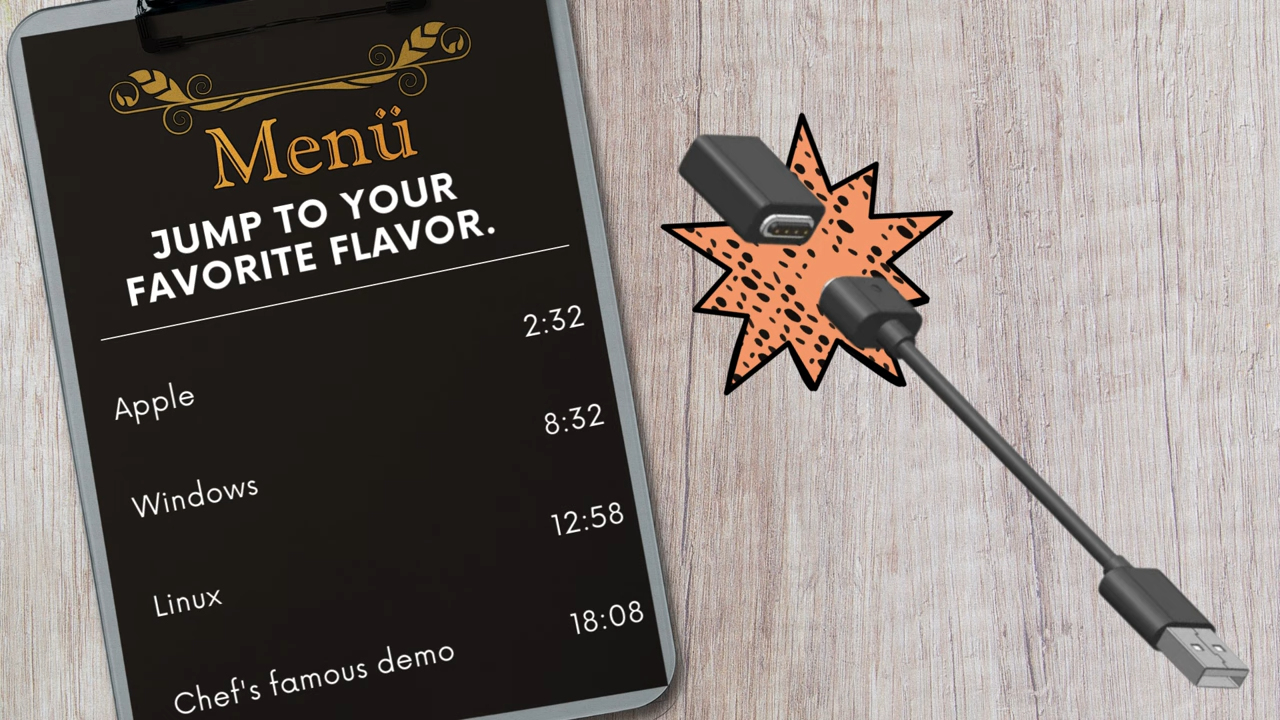 Menü
JUMP TO YOUR
FAVORITE FLAVOR.
Apple 2:32
Windows 8:32
Linux 12:58
Chef's famous demo 18:08